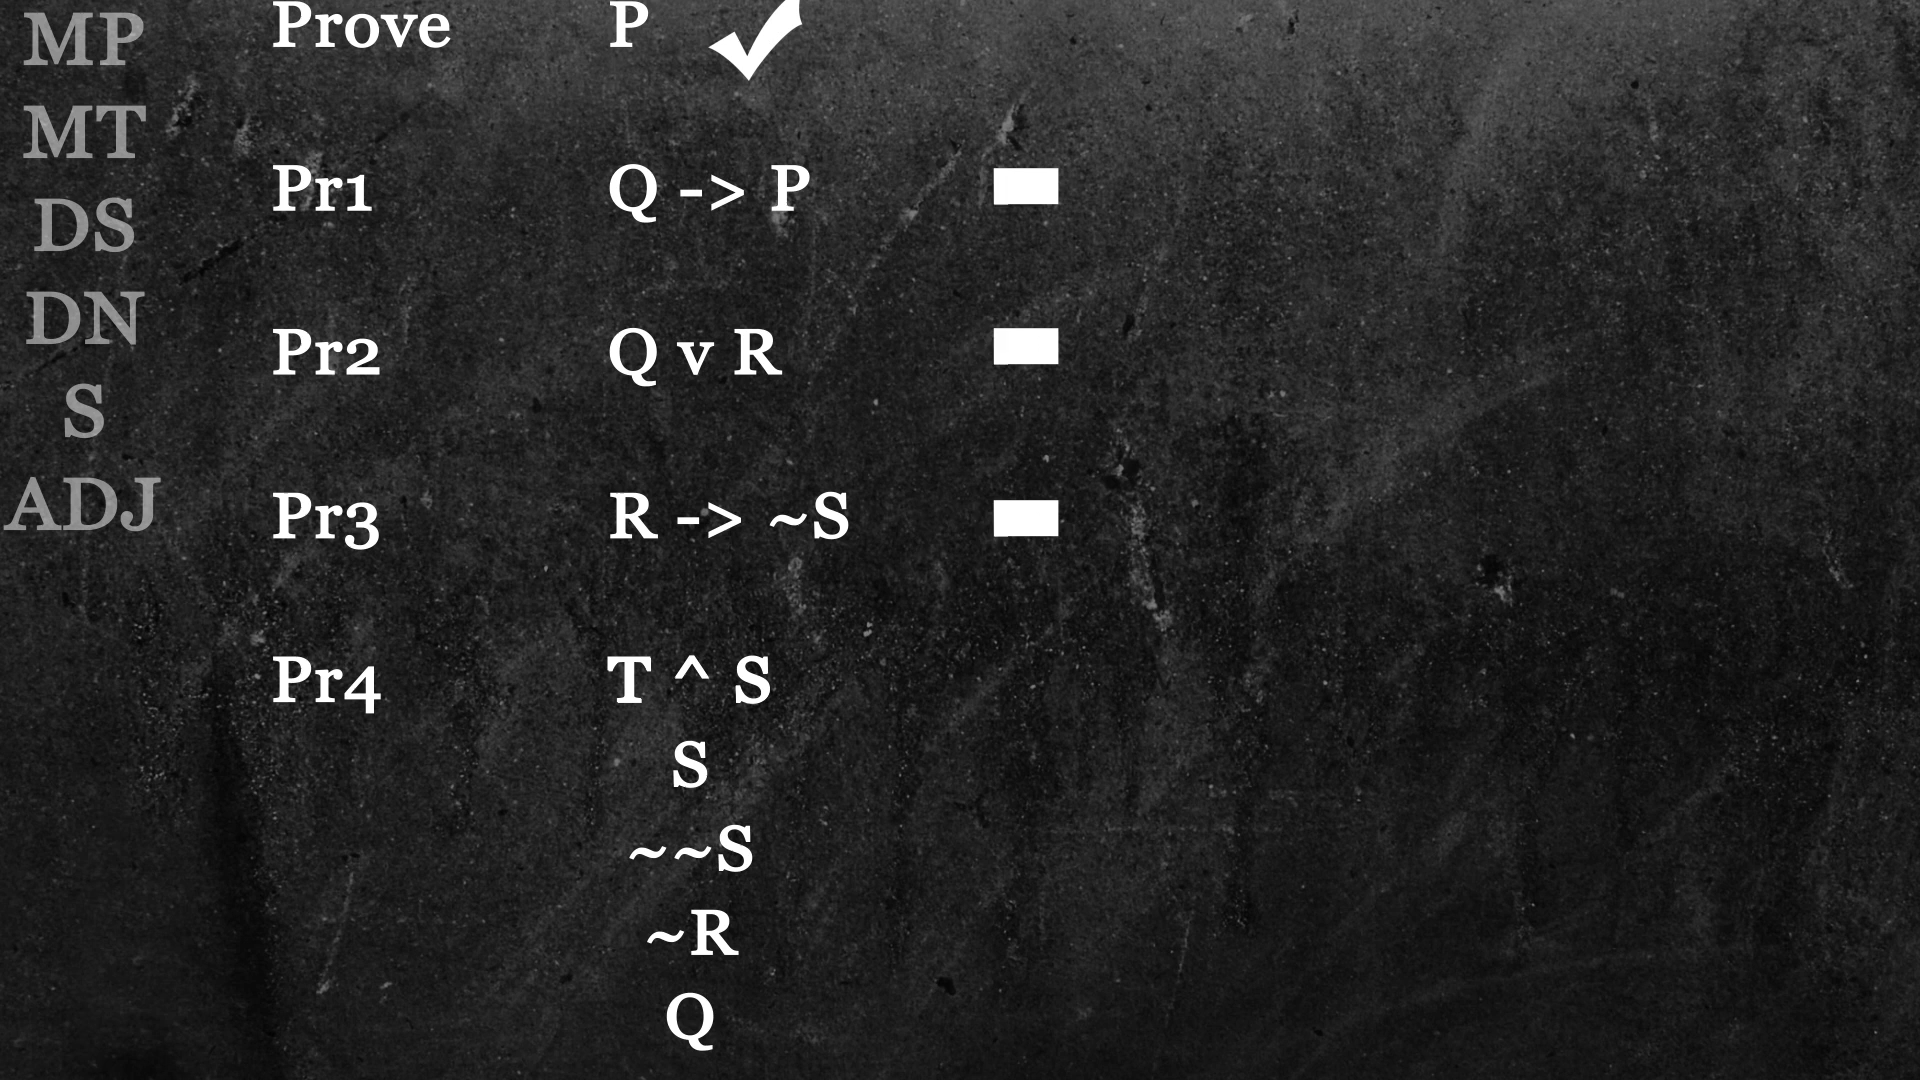 MP
MT
DS
DN
S
ADJ
Prove P
Pr1 Q -> P
Pr2 Q v R
Pr3 R -> ~S
Pr4 T ^ S
S
~~S
~R
Q